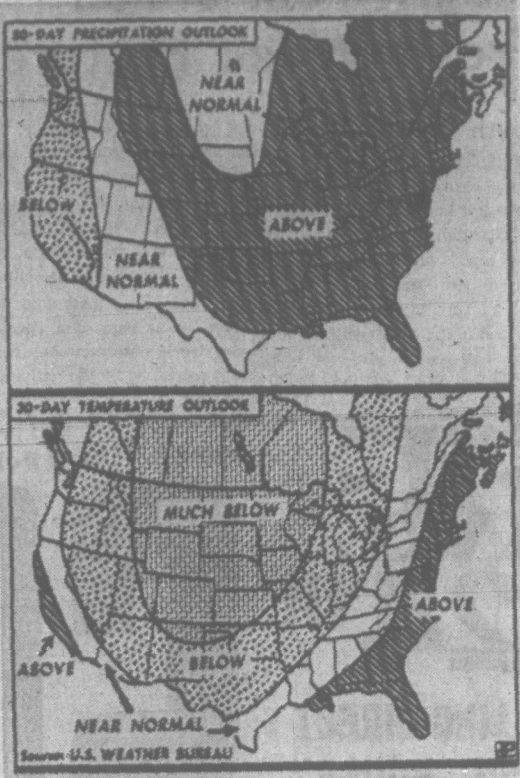 30-DAY PRECIPITATION OUTLOOK
NEAR
NORMAL
BELOW
ABOVE
NEAR
NORMAL
30-DAY TEMPERATURE OUTLOOK
MUCH BELOW
ABOVE
BELOW
ABOVE
NEAR NORMAL
Source: U.S. WEATHER BUREAU